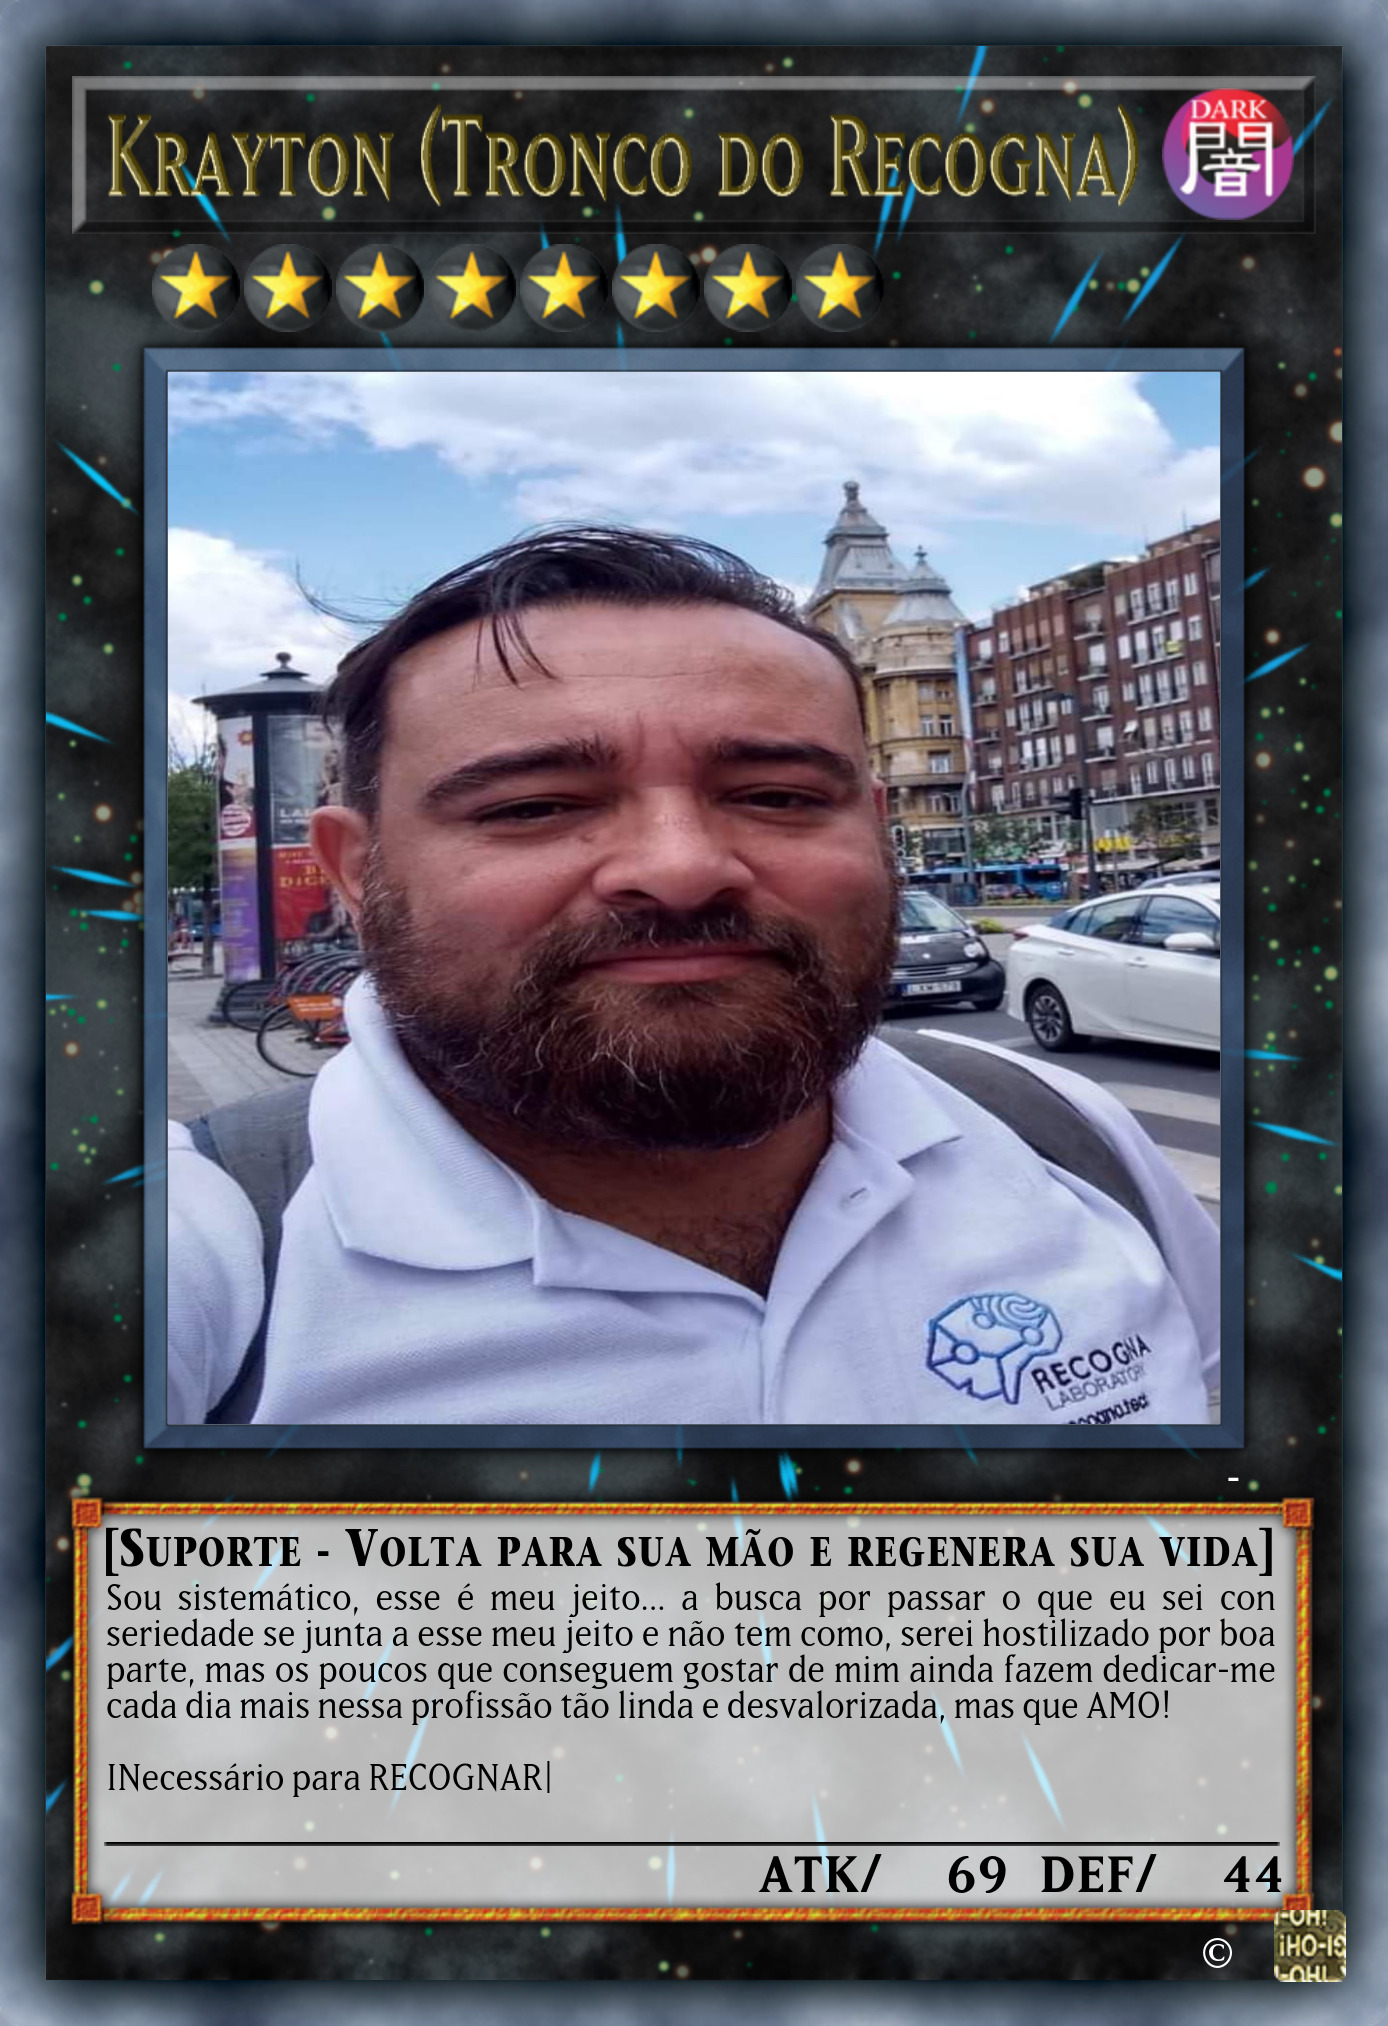 Krayton (Tronco do Recogna)
DARK
闇
RECOGNA
LABORATORY
[Suporte - Volta para sua mão e regenera sua vida]
Sou sistemático, esse é meu jeito... a busca por passar o que eu sei con
seriedade se junta a esse meu jeito e não tem como, serei hostilizado por boa
parte, mas os poucos que conseguem gostar de mim ainda fazem dedicar-me
cada dia mais nessa profissão tão linda e desvalorizada, mas que AMO!
|Necessário para RECOGNAR|
ATK/ 69 DEF/ 44
©